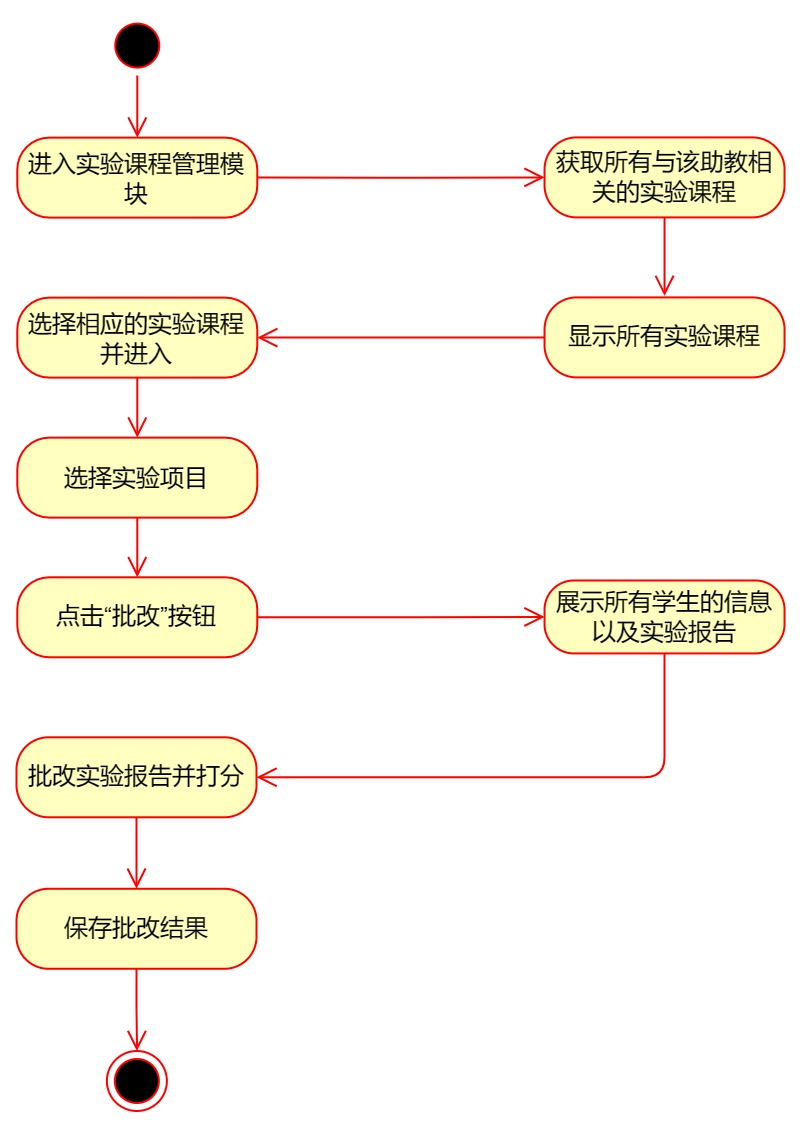 进入实验课程管理模
块
获取所有与该助教相
关的实验课程
选择相应的实验课程
并进入
显示所有实验课程
选择实验项目
点击“批改”按钮
展示所有学生的信息
以及实验报告
批改实验报告并打分
保存批改结果